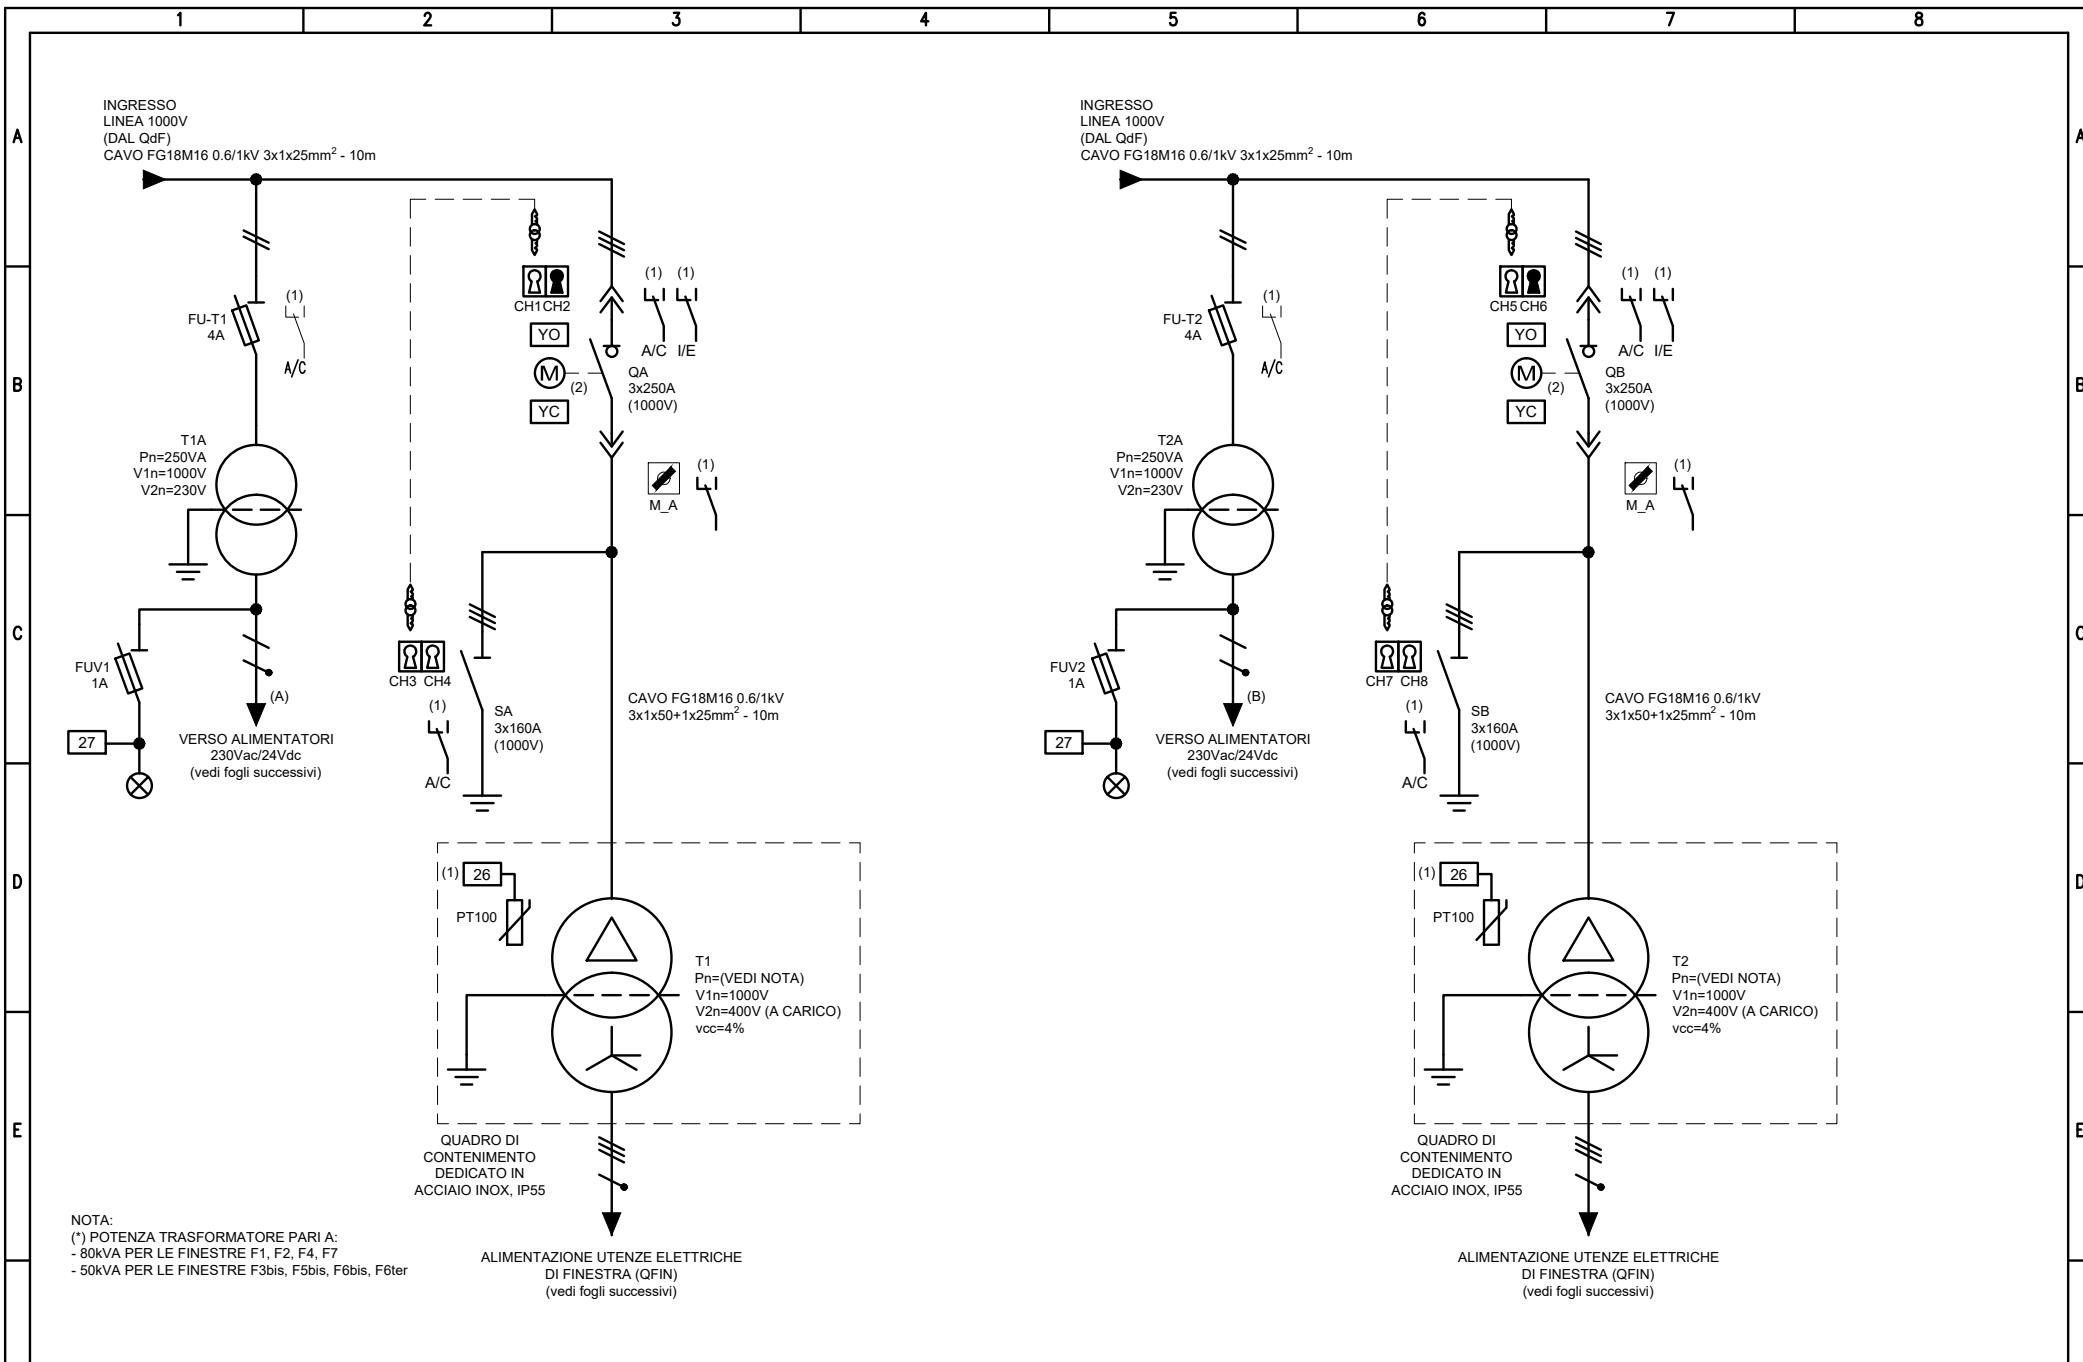 1 2 3 4 5 6 7 8
A
B
C
D
E
INGRESSO
LINEA 1000V
(DAL QdF)
CAVO FG18M16 0.6/1kV 3x1x25mm² - 10m
FU-T1
4A
(1)
A/C
CH1 CH2
YO
M
(2)
YC
(1) (1)
A/C I/E
QA
3x250A
(1000V)
T1A
Pn=250VA
V1n=1000V
V2n=230V
M_A
(1)
FUV1
1A
27
(A)
VERSO ALIMENTATORI
230Vac/24Vdc
(vedi fogli successivi)
CH3 CH4
(1)
A/C
SA
3x160A
(1000V)
CAVO FG18M16 0.6/1kV
3x1x50+1x25mm² - 10m
(1) 26
PT100
T1
Pn=(VEDI NOTA)
V1n=1000V
V2n=400V (A CARICO)
vcc=4%
QUADRO DI
CONTENIMENTO
DEDICATO IN
ACCIAIO INOX, IP55
ALIMENTAZIONE UTENZE ELETTRICHE
DI FINESTRA (QFIN)
(vedi fogli successivi)
NOTA:
(*) POTENZA TRASFORMATORE PARI A:
- 80kVA PER LE FINESTRE F1, F2, F4, F7
- 50kVA PER LE FINESTRE F3bis, F5bis, F6bis, F6ter
INGRESSO
LINEA 1000V
(DAL QdF)
CAVO FG18M16 0.6/1kV 3x1x25mm² - 10m
FU-T2
4A
(1)
A/C
CH5 CH6
YO
M
(2)
YC
(1) (1)
A/C I/E
QB
3x250A
(1000V)
T2A
Pn=250VA
V1n=1000V
V2n=230V
M_A
(1)
FUV2
1A
27
(B)
VERSO ALIMENTATORI
230Vac/24Vdc
(vedi fogli successivi)
CH7 CH8
(1)
A/C
SB
3x160A
(1000V)
CAVO FG18M16 0.6/1kV
3x1x50+1x25mm² - 10m
(1) 26
PT100
T2
Pn=(VEDI NOTA)
V1n=1000V
V2n=400V (A CARICO)
vcc=4%
QUADRO DI
CONTENIMENTO
DEDICATO IN
ACCIAIO INOX, IP55
ALIMENTAZIONE UTENZE ELETTRICHE
DI FINESTRA (QFIN)
(vedi fogli successivi)
A
B
C
D
E